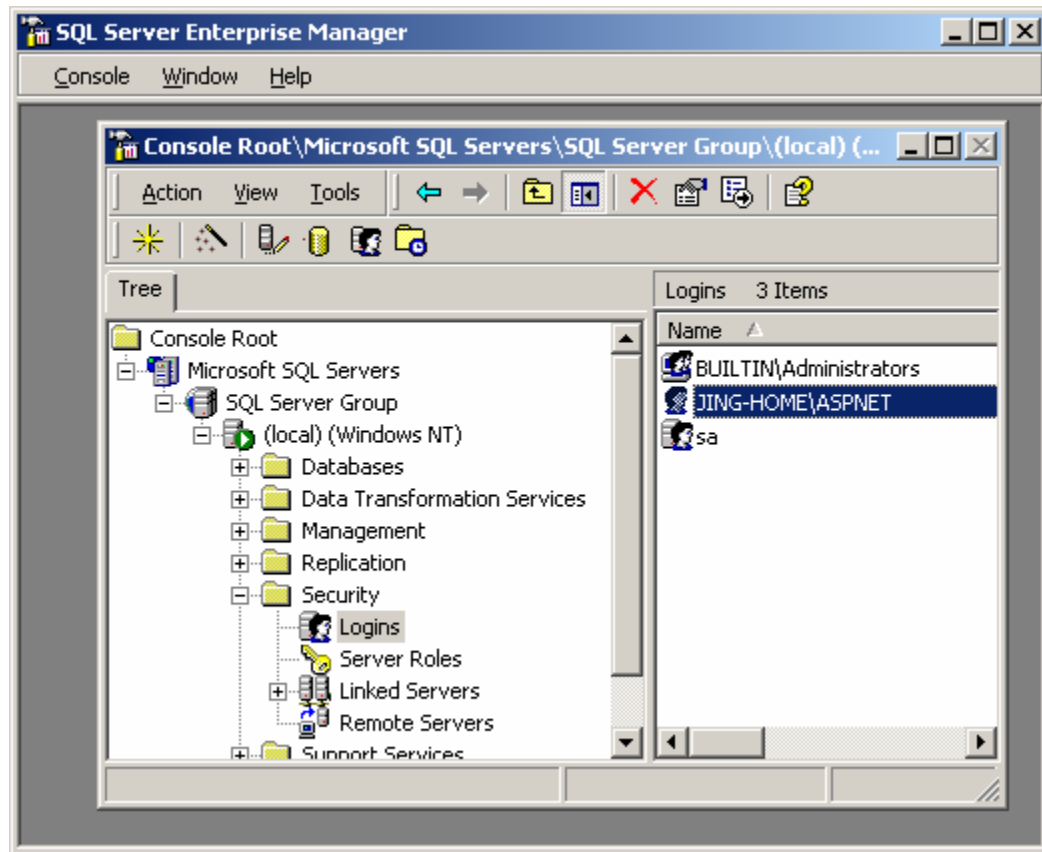 SQL Server Enterprise Manager
Console Window Help
Console Root\Microsoft SQL Servers\SQL Server Group\(local) (...
Action View Tools
Tree
Console Root
Microsoft SQL Servers
SQL Server Group
(local) (Windows NT)
Databases
Data Transformation Services
Management
Replication
Security
Logins
Server Roles
Linked Servers
Remote Servers
Support Services
Logins 3 Items
Name
BUILTIN\Administrators
JING-HOME\ASPNET
sa